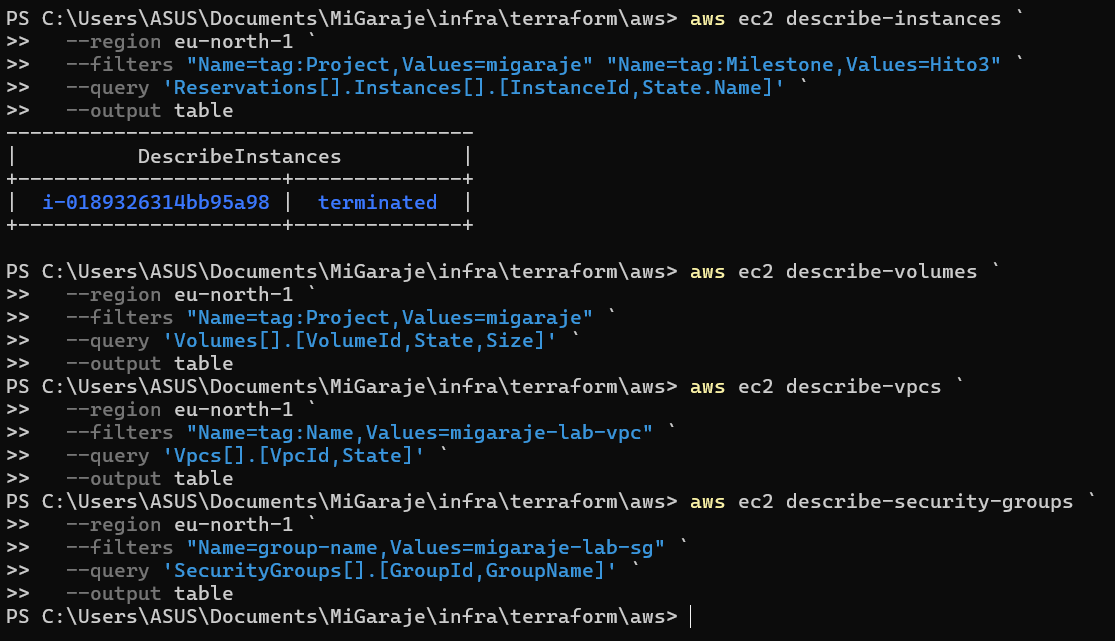 PS C:\Users\ASUS\Documents\MiGaraje\infra\terraform\aws> aws ec2 describe-instances `
>>   --region eu-north-1 `
>>   --filters "Name=tag:Project,Values=migaraje" "Name=tag:Milestone,Values=Hito3" `
>>   --query 'Reservations[].Instances[].[InstanceId,State.Name]' `
>>   --output table
---------------------------------------
|          DescribeInstances          |
+----------------------+--------------+
|  i-0189326314bb95a98 |  terminated  |
+----------------------+--------------+
PS C:\Users\ASUS\Documents\MiGaraje\infra\terraform\aws> aws ec2 describe-volumes `
>>   --region eu-north-1 `
>>   --filters "Name=tag:Project,Values=migaraje" `
>>   --query 'Volumes[].[VolumeId,State,Size]' `
>>   --output table
PS C:\Users\ASUS\Documents\MiGaraje\infra\terraform\aws> aws ec2 describe-vpcs `
>>   --region eu-north-1 `
>>   --filters "Name=tag:Name,Values=migaraje-lab-vpc" `
>>   --query 'Vpcs[].[VpcId,State]' `
>>   --output table
PS C:\Users\ASUS\Documents\MiGaraje\infra\terraform\aws> aws ec2 describe-security-groups `
>>   --region eu-north-1 `
>>   --filters "Name=group-name,Values=migaraje-lab-sg" `
>>   --query 'SecurityGroups[].[GroupId,GroupName]' `
>>   --output table
PS C:\Users\ASUS\Documents\MiGaraje\infra\terraform\aws>